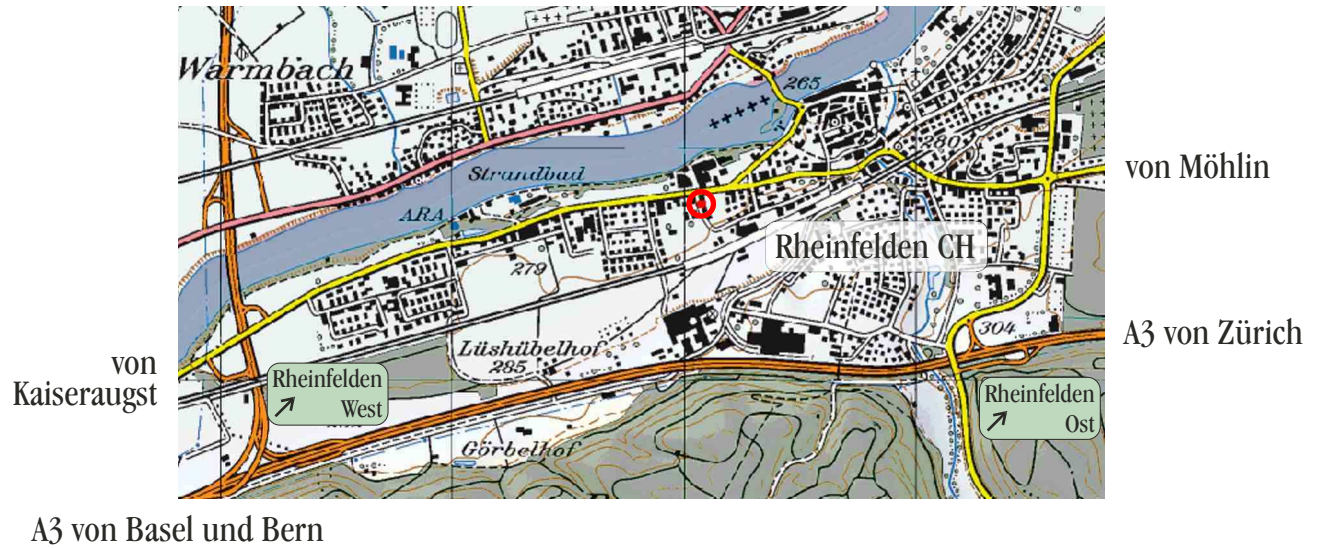 Warmbach
265
280
von Möhlin
Strandbad
ARA
Rheinfelden CH
279
304
A3 von Zürich
Lüshübelhof
285
von
Kaiseraugst
Rheinfelden
West
Rheinfelden
Ost
Görbelhof
A3 von Basel und Bern